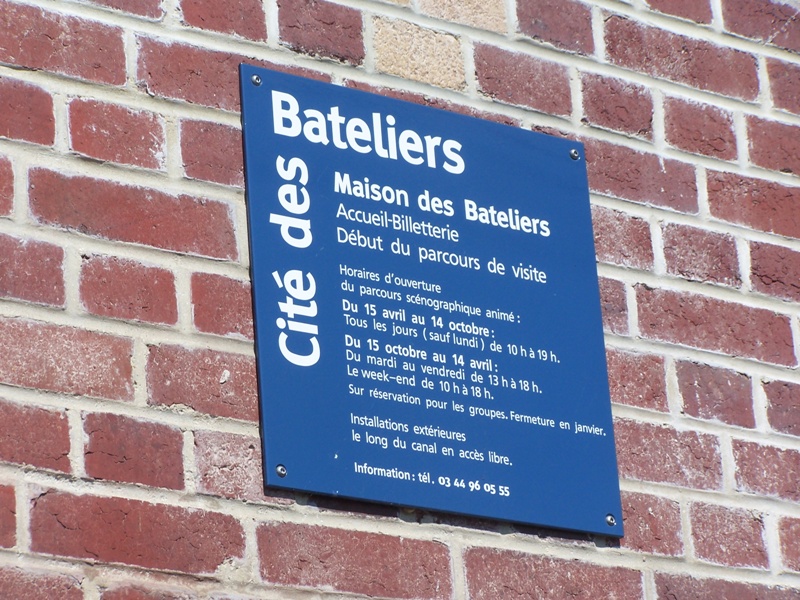 Cité des
Bateliers
Maison des Bateliers
Accueil-Billetterie
Début du parcours de visite
Horaires d'ouverture
du parcours scénographique animé :
Du 15 avril au 14 octobre :
Tous les jours ( sauf lundi ) de 10 h à 19 h.
Du 15 octobre au 14 avril :
Du mardi au vendredi de 13 h à 18 h.
Le week-end de 10 h à 18 h.
Sur réservation pour les groupes. Fermeture en janvier.
Installations extérieures
le long du canal en accès libre.
Information : tél. 03 44 96 05 55